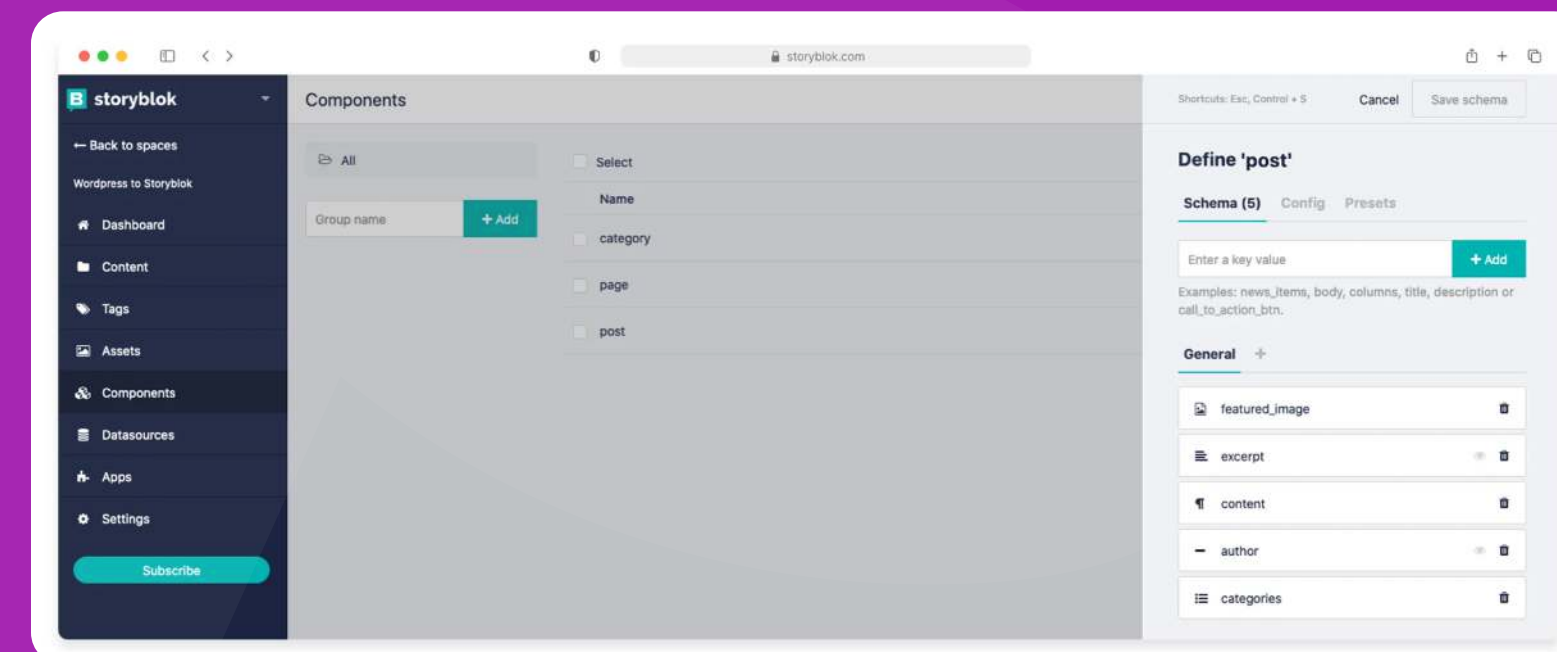 storyblok.com
storyblok
← Back to spaces
Wordpress to Storyblok
Dashboard
Content
Tags
Assets
Components
Datasources
Apps
Settings
Subscribe
Components
All
Group name
+ Add
Select
Name
category
page
post
Shortcuts: Esc, Control + S
Cancel
Save schema
Define 'post'
Schema (5) Config Presets
Enter a key value
+ Add
Examples: news_items, body, columns, title, description or
call_to_action_btn.
General +
featured_image
excerpt
content
author
categories